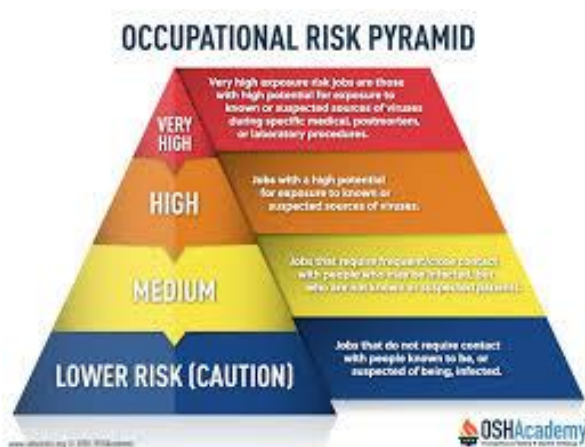 OCCUPATIONAL RISK PYRAMID
VERY
HIGH
Very high exposure risk jobs are those
with high potential for exposure to
known or suspected sources of viruses
during specific medical, postmortem,
or laboratory procedures.
HIGH
Jobs with a high potential
for exposure to known or
suspected sources of viruses.
MEDIUM
Jobs that require frequent/close contact
with people who may be infected, but
who are not known or suspected patients.
LOWER RISK (CAUTION)
Jobs that do not require contact
with people known to be, or
suspected of being, infected.
OSHAcademy